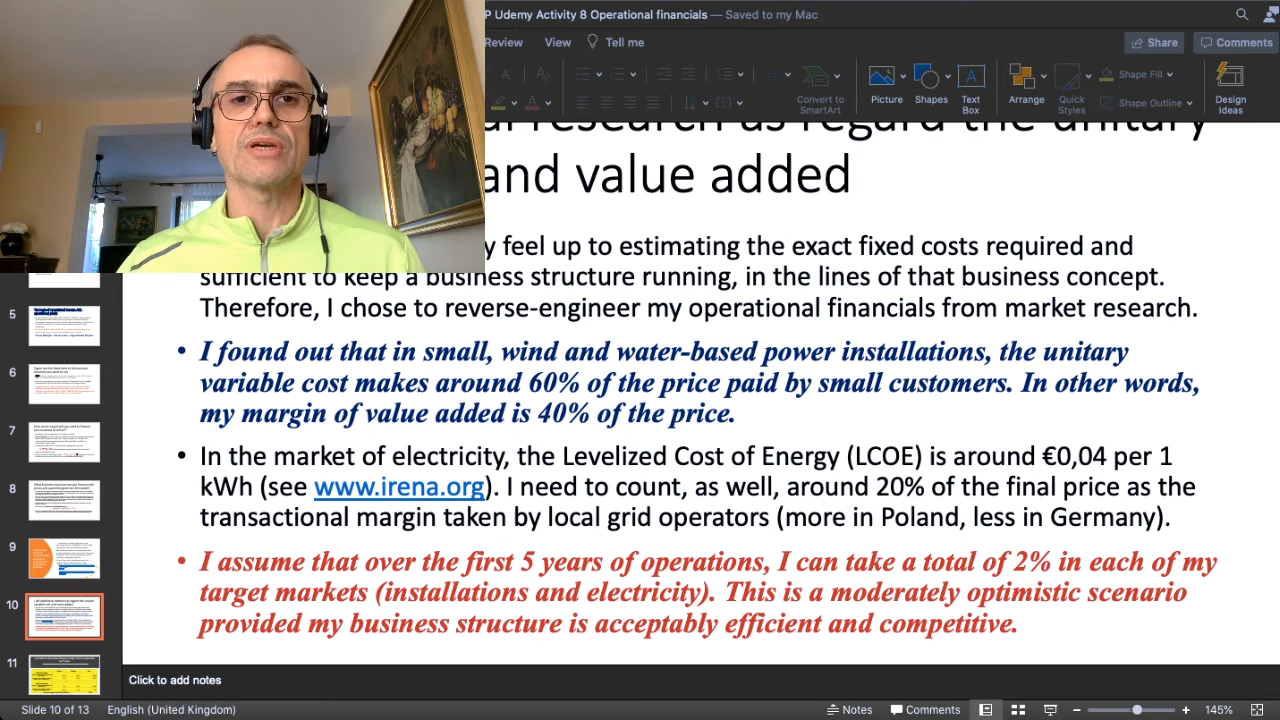 P Udemy Activity 8 Operational financials — Saved to my Mac
Review View Tell me
Share Comments
Convert to
SmartArt
Picture Shapes Text
Box
Arrange Quick
Styles
Shape Fill
Shape Outline
Design
Ideas
al research as regard the unitary
and value added
y feel up to estimating the exact fixed costs required and
sufficient to keep a business structure running, in the lines of that business concept.
Therefore, I chose to reverse-engineer my operational financials from market research.
• I found out that in small, wind and water-based power installations, the unitary
variable cost makes around 60% of the price paid by small customers. In other words,
my margin of value added is 40% of the price.
• In the market of electricity, the Levelized Cost of Energy (LCOE) is around €0,04 per 1
kWh (see www.irena.org). I need to count, as well, around 20% of the final price as the
transactional margin taken by local grid operators (more in Poland, less in Germany).
• I assume that over the first 5 years of operations, I can take a total of 2% in each of my
target markets (installations and electricity). This is a moderately optimistic scenario
provided my business structure is acceptably efficient and competitive.
5
6
7
8
9
10
11
Click to add notes
Slide 10 of 13 English (United Kingdom) Notes Comments 145%